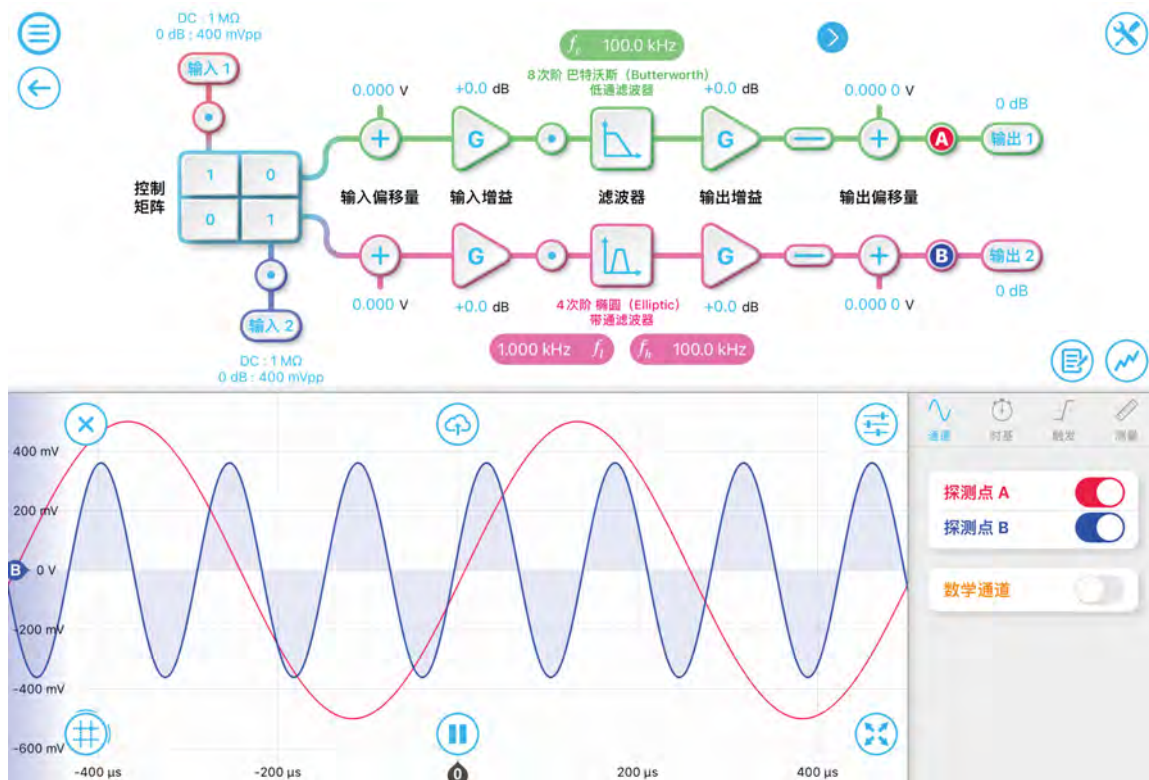 DC : 1 MΩ
0 dB : 400 mVpp
输入 1
f_c 100.0 kHz
8次阶 巴特沃斯（Butterworth）
低通滤波器
0.000 V
+0.0 dB
+0.0 dB
0.000 0 V
0 dB
G
G
A
输出 1
控制
矩阵
1 0
0 1
输入偏移量
输入增益
滤波器
输出增益
输出偏移量
G
G
B
输出 2
0.000 V
+0.0 dB
4次阶 椭圆（Elliptic）
带通滤波器
+0.0 dB
0.000 0 V
0 dB
输入 2
1.000 kHz f_l
f_h 100.0 kHz
DC : 1 MΩ
0 dB : 400 mVpp
通道
时基
触发
测量
400 mV
200 mV
B
0 V
-200 mV
-400 mV
-600 mV
-400 µs
-200 µs
0
200 µs
400 µs
探测点 A
探测点 B
数学通道